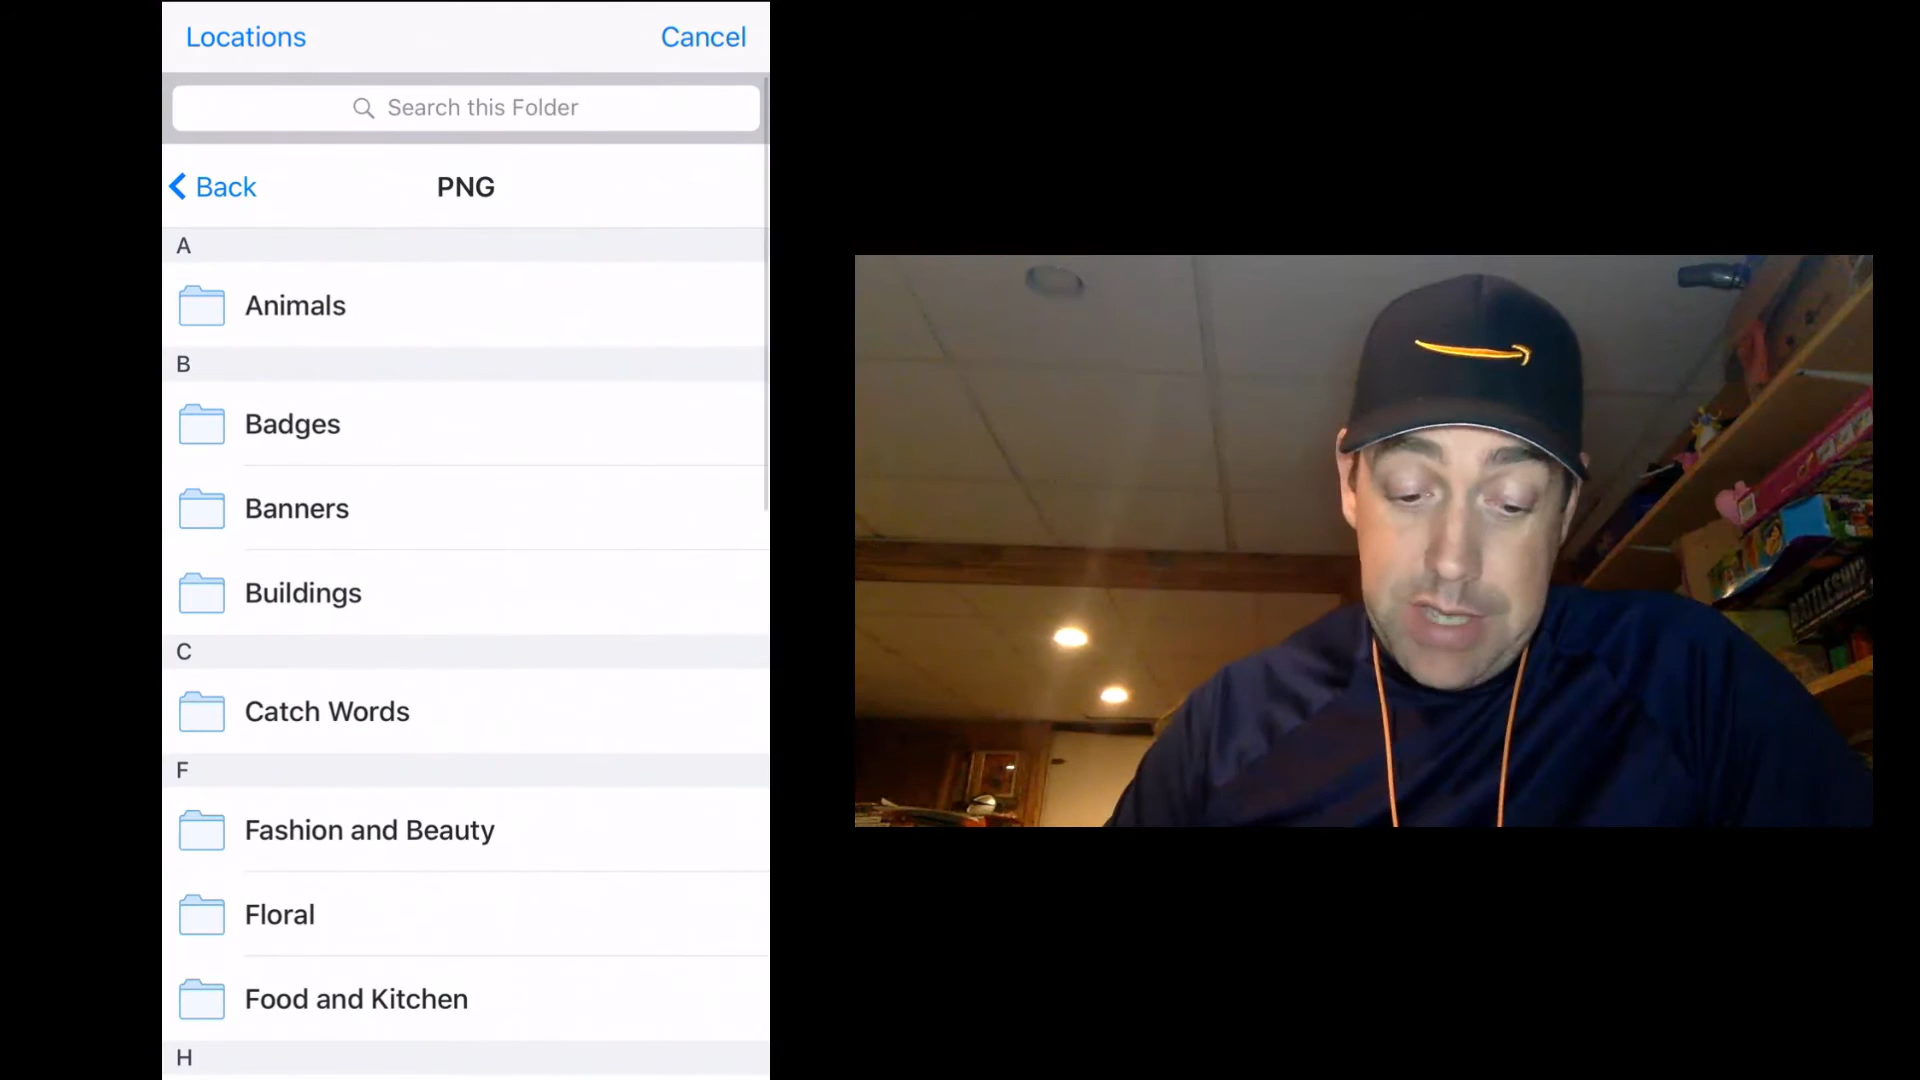 Locations
Cancel
Search this Folder
Back
PNG
A
Animals
B
Badges
Banners
Buildings
C
Catch Words
F
Fashion and Beauty
Floral
Food and Kitchen
H
BATTLESHIP